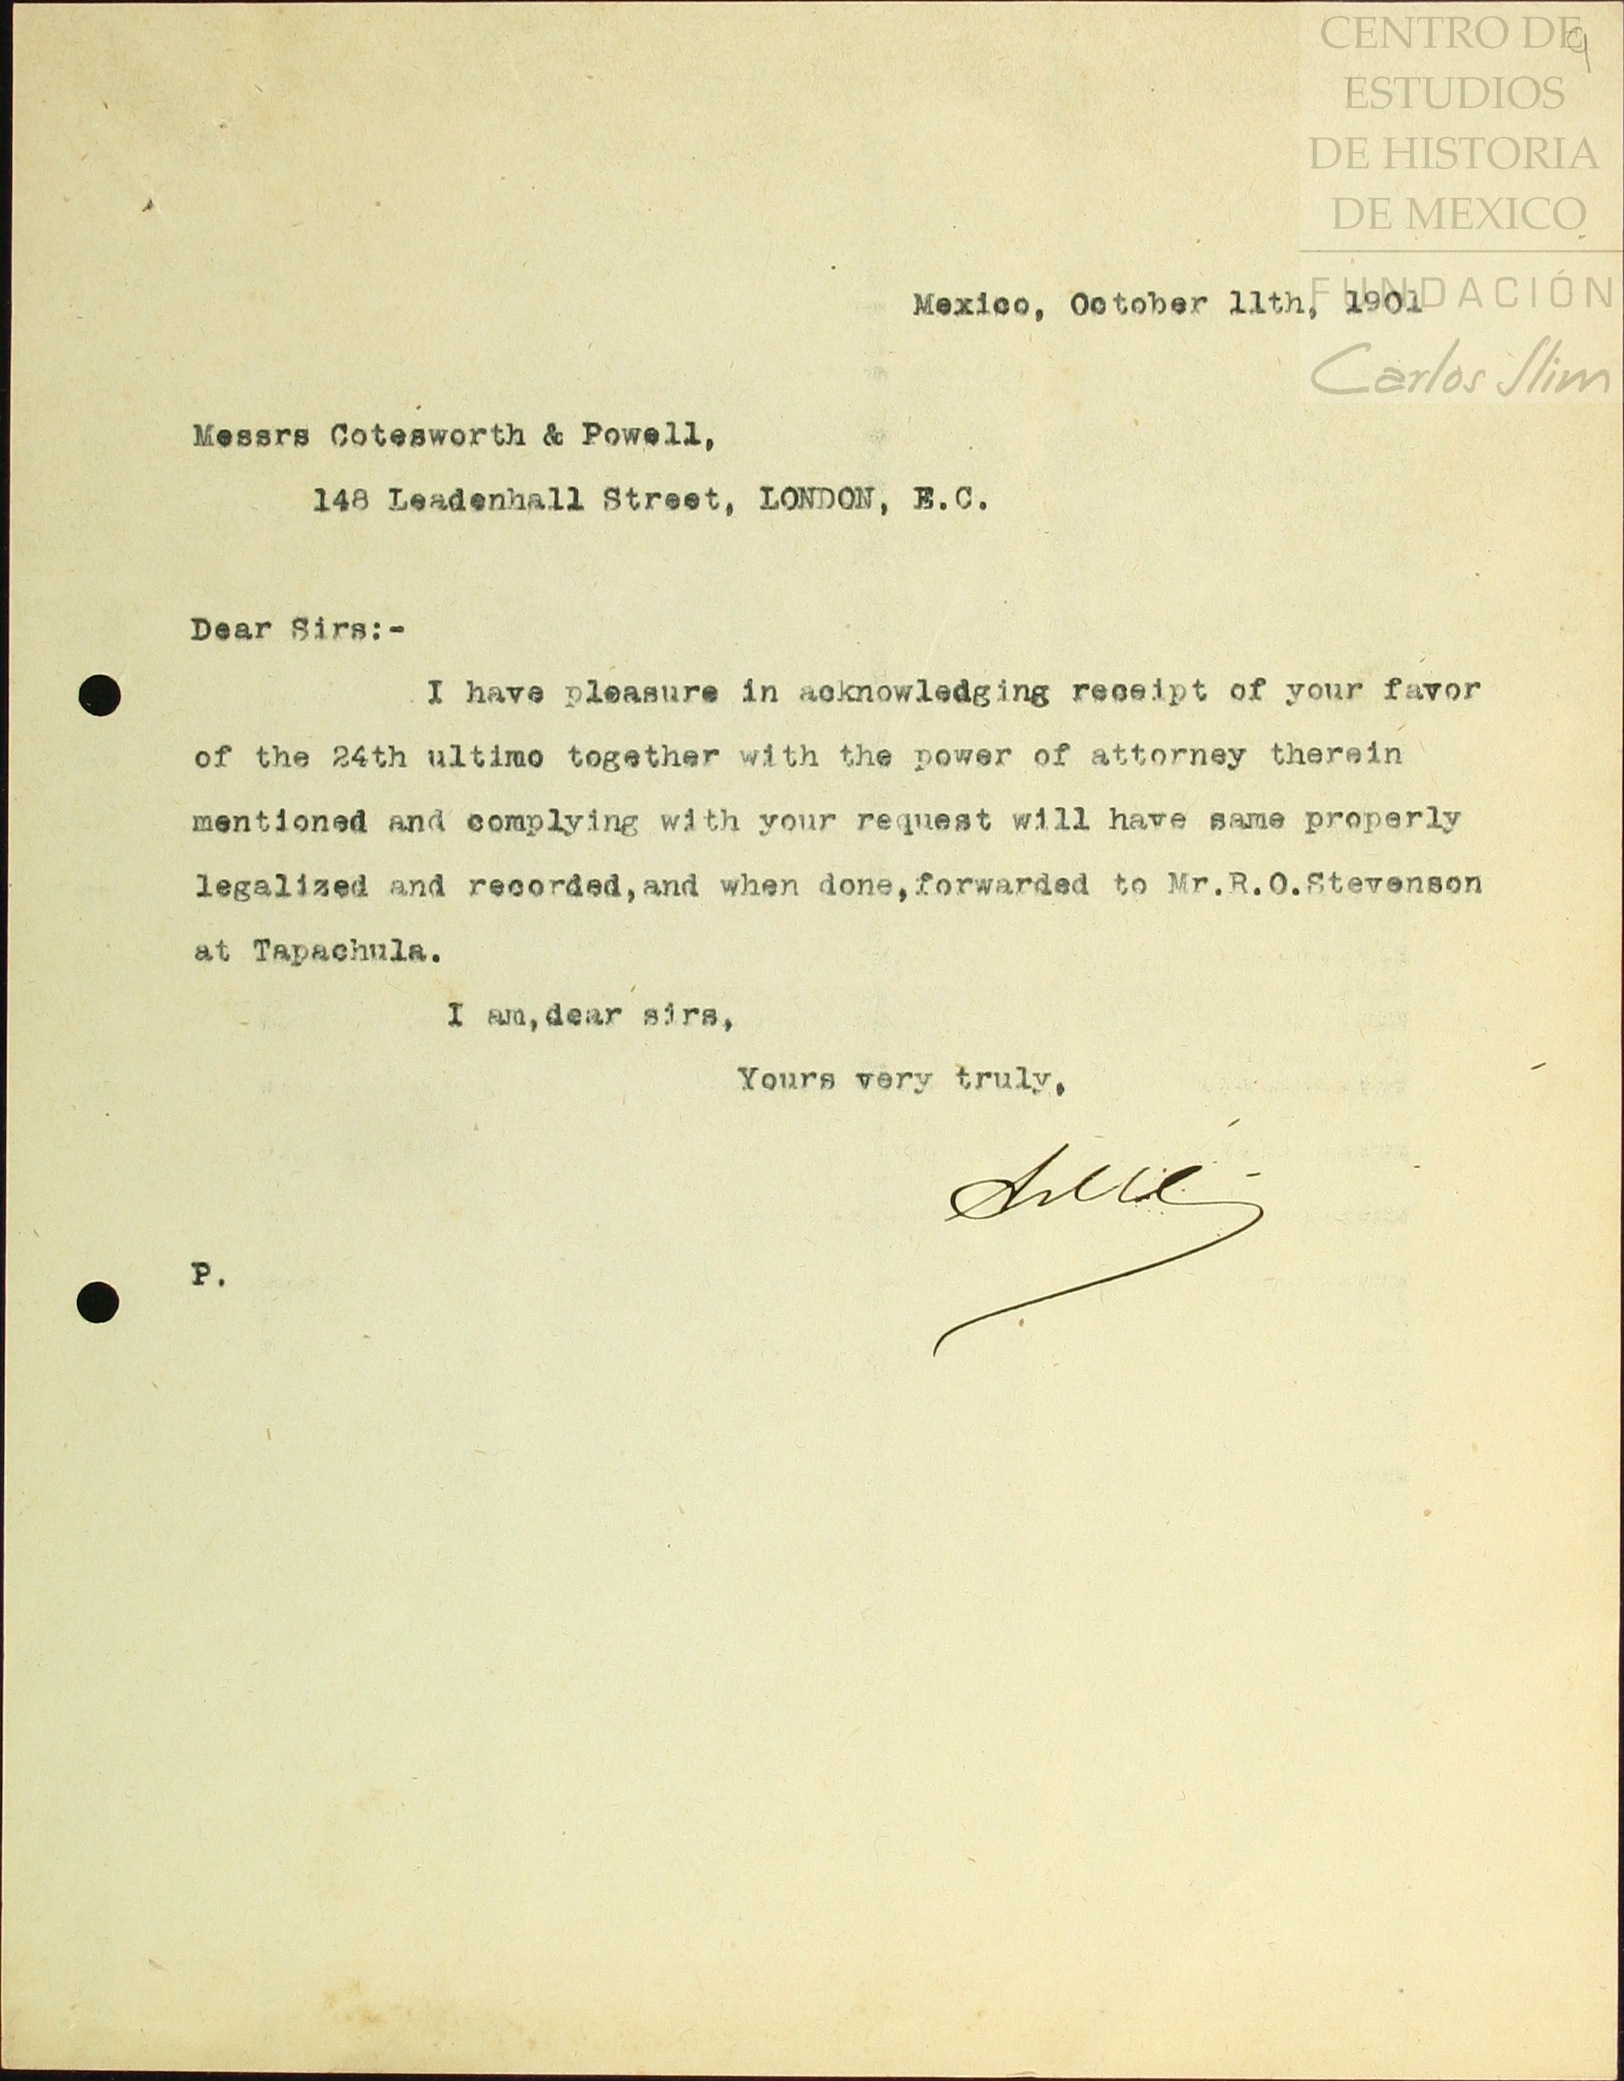 CENTRO DE
ESTUDIOS
DE HISTORIA
DE MEXICO
FUNDACIÓN
Carlos Slim
9
Mexico, October 11th, 1901
Messrs Cotesworth & Powell,
148 Leadenhall Street, LONDON, E.C.
Dear Sirs:-
I have pleasure in acknowledging receipt of your favor
of the 24th ultimo together with the power of attorney therein
mentioned and complying with your request will have same properly
legalized and recorded,and when done,forwarded to Mr.R.O.Stevenson
at Tapachula.
I am,dear sirs,
Yours very truly,
P.